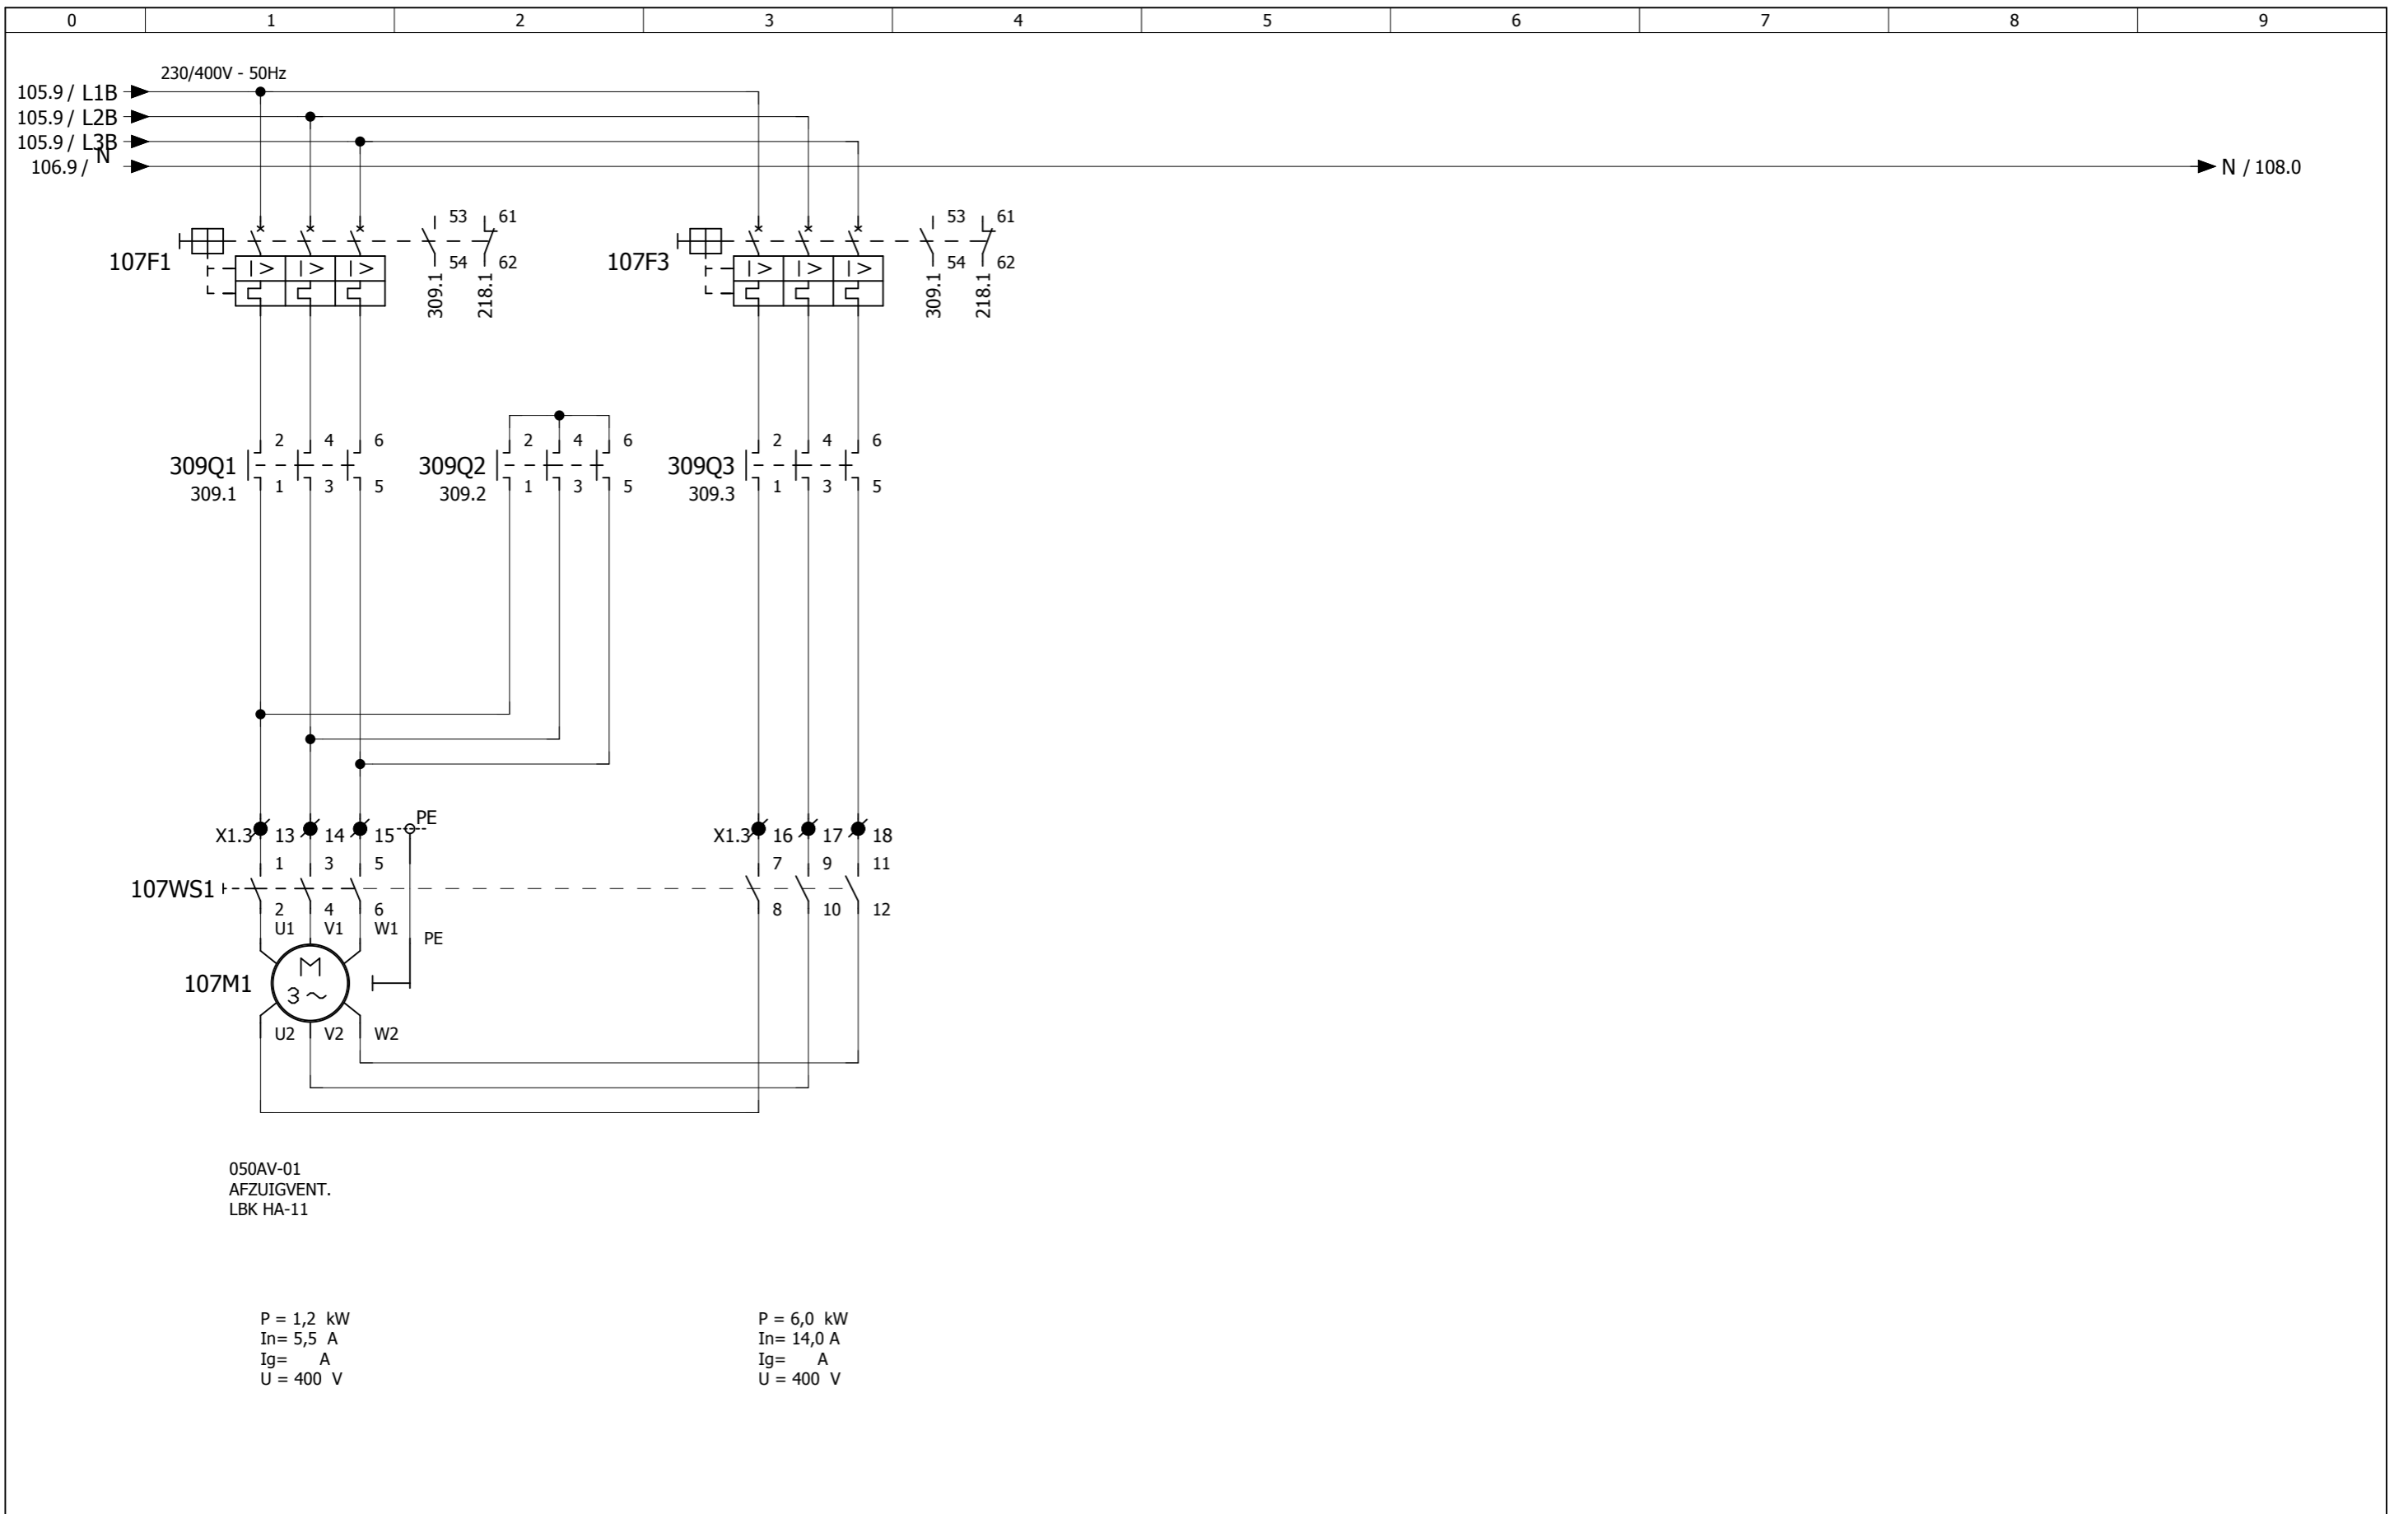 0 1 2 3 4 5 6 7 8 9
230/400V - 50Hz
105.9 / L1B
105.9 / L2B
105.9 / L3B
106.9 / N
N / 108.0
107F1
53 61
54 62
309.1 218.1
107F3
53 61
54 62
309.1 218.1
309Q1
309.1
2 4 6
1 3 5
309Q2
309.2
2 4 6
1 3 5
309Q3
309.3
2 4 6
1 3 5
X1.3 13 14 15 PE
X1.3 16 17 18
107WS1
1 3 5
2 4 6
7 9 11
8 10 12
U1 V1 W1
PE
107M1
M
3 ~
U2 V2 W2
050AV-01
AFZUIGVENT.
LBK HA-11
P = 1,2 kW
In= 5,5 A
Ig= A
U = 400 V
P = 6,0 kW
In= 14,0 A
Ig= A
U = 400 V